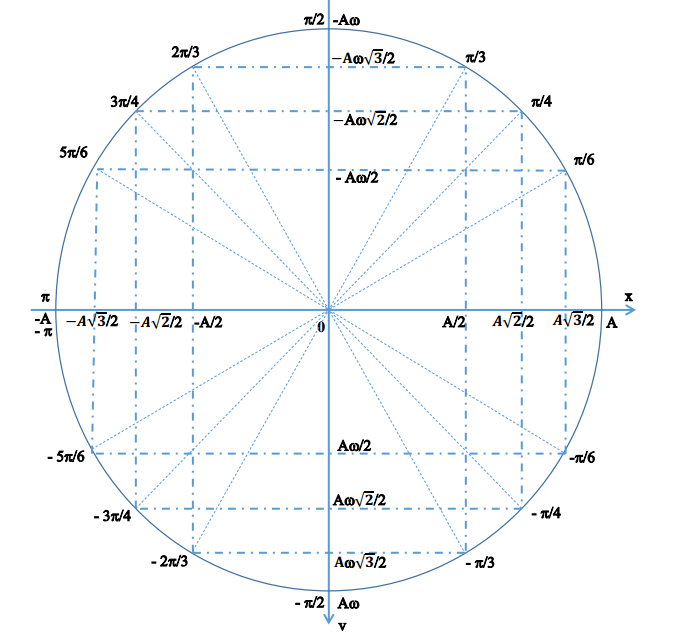 π/2 -Aω
2π/3 −Aω√3/2 π/3
3π/4 −Aω√2/2 π/4
5π/6 - Aω/2 π/6
π x
-A −A√3/2 −A√2/2 -A/2 0 A/2 A√2/2 A√3/2 A
- π
- 5π/6 Aω/2 -π/6
- 3π/4 Aω√2/2 - π/4
- 2π/3 Aω√3/2 - π/3
- π/2 Aω
v